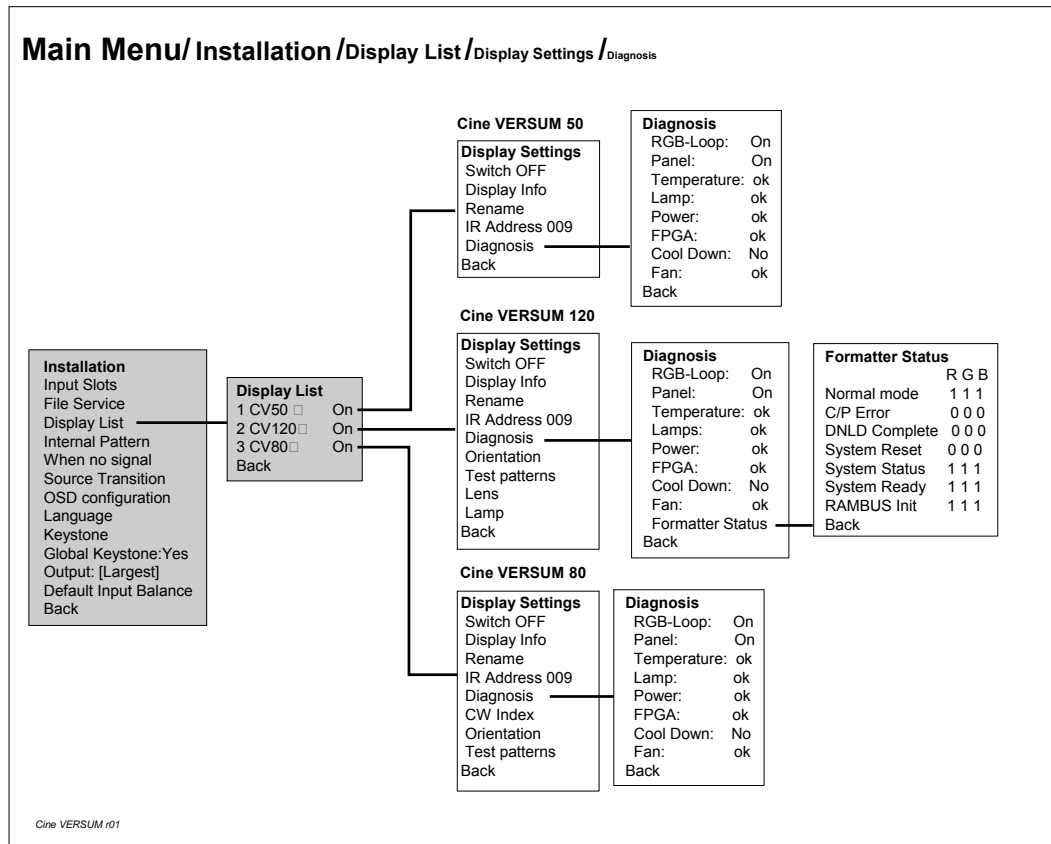 Main Menu/ Installation /Display List /Display Settings /Diagnosis
Cine VERSUM 50
Display Settings
Switch OFF
Display Info
Rename
IR Address 009
Diagnosis
Back
Diagnosis
RGB-Loop: On
Panel: On
Temperature: ok
Lamp: ok
Power: ok
FPGA: ok
Cool Down: No
Fan: ok
Back
Installation
Input Slots
File Service
Display List
Internal Pattern
When no signal
Source Transition
OSD configuration
Language
Keystone
Global Keystone:Yes
Output: [Largest]
Default Input Balance
Back
Display List
1 CV50 □ On
2 CV120□ On
3 CV80□ On
Back
Cine VERSUM 120
Display Settings
Switch OFF
Display Info
Rename
IR Address 009
Diagnosis
Orientation
Test patterns
Lens
Lamp
Back
Diagnosis
RGB-Loop: On
Panel: On
Temperature: ok
Lamps: ok
Power: ok
FPGA: ok
Cool Down: No
Fan: ok
Formatter Status
Back
Formatter Status
R G B
Normal mode 1 1 1
C/P Error 0 0 0
DNLD Complete 0 0 0
System Reset 0 0 0
System Status 1 1 1
System Ready 1 1 1
RAMBUS Init 1 1 1
Back
Cine VERSUM 80
Display Settings
Switch OFF
Display Info
Rename
IR Address 009
Diagnosis
CW Index
Orientation
Test patterns
Back
Diagnosis
RGB-Loop: On
Panel: On
Temperature: ok
Lamp: ok
Power: ok
FPGA: ok
Cool Down: No
Fan: ok
Back
Cine VERSUM r01